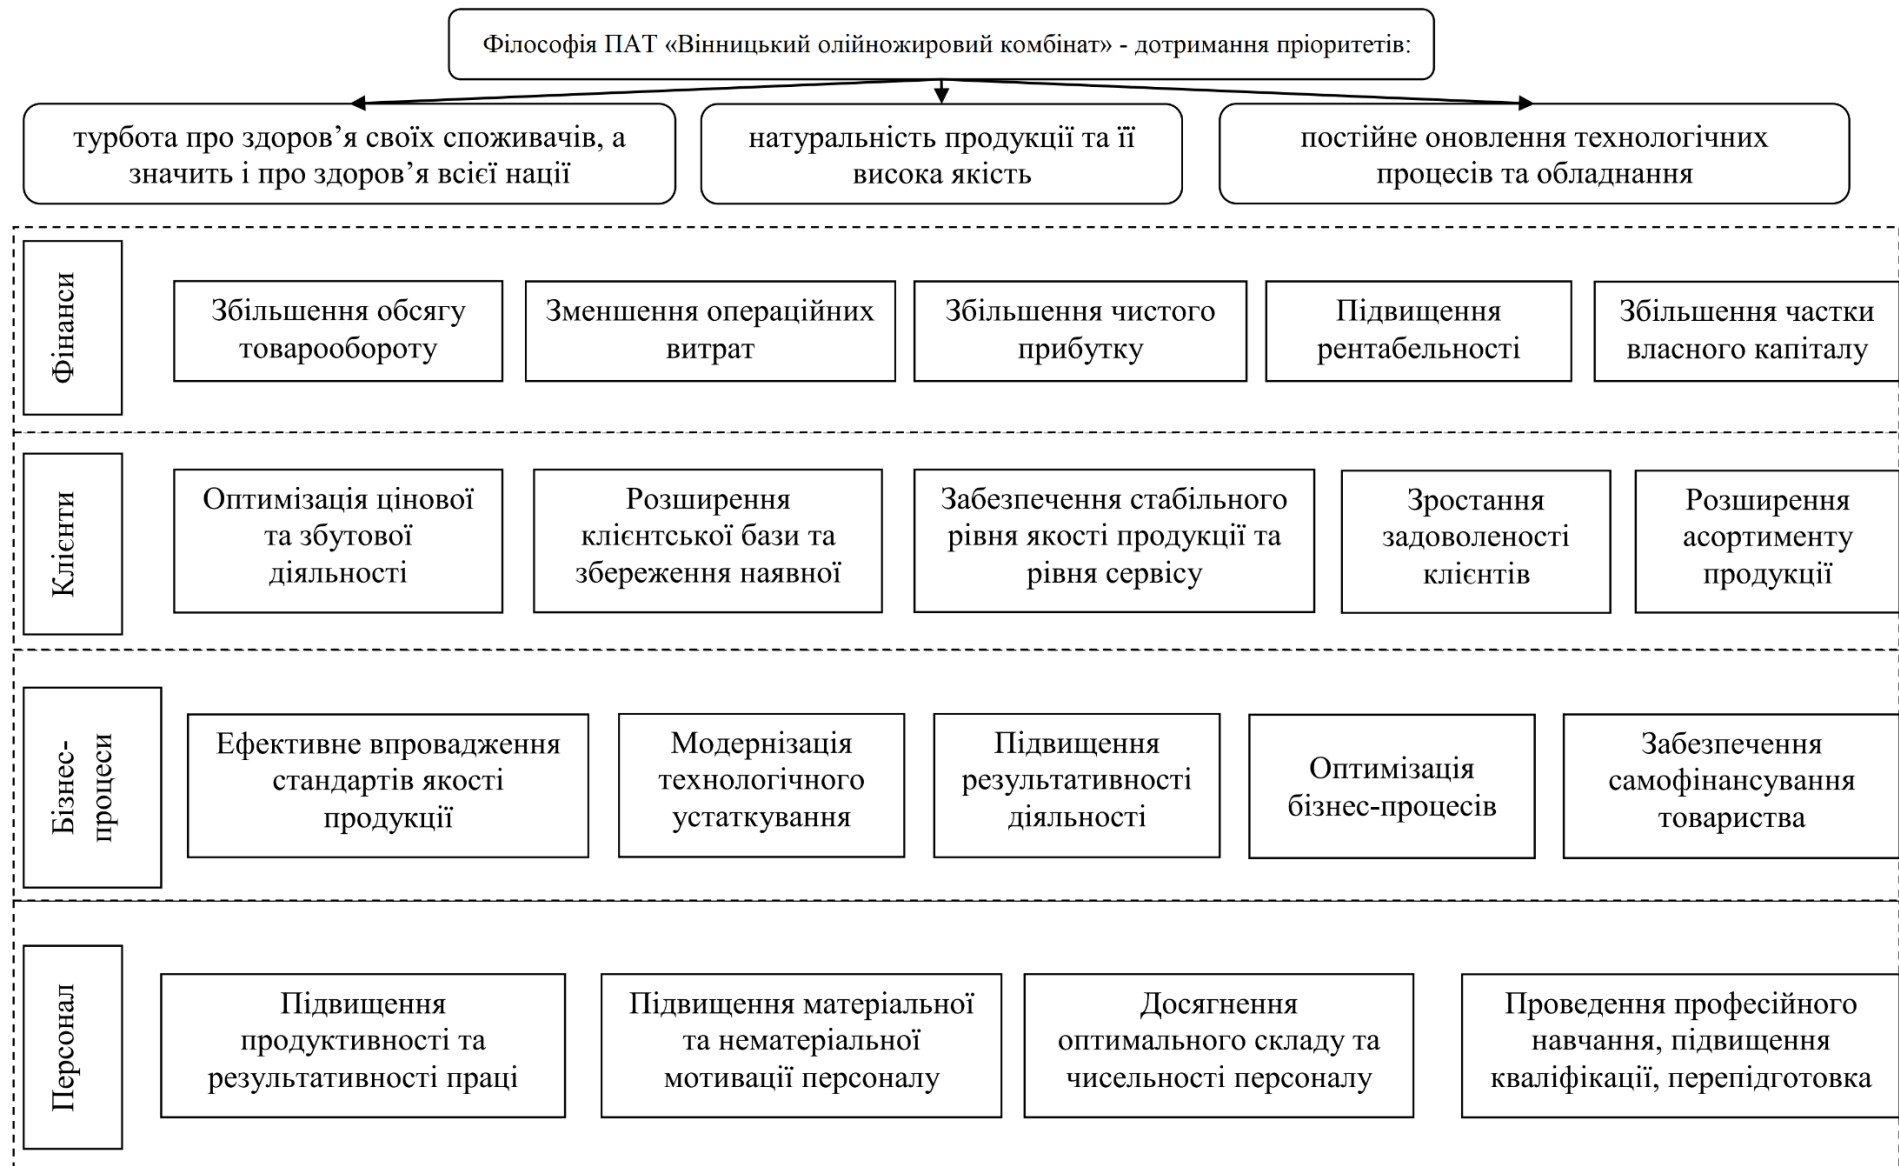 Філософія ПАТ «Вінницький олійножировий комбінат» - дотримання пріоритетів:
турбота про здоров’я своїх споживачів, а
значить і про здоров’я всієї нації
натуральність продукції та її
висока якість
постійне оновлення технологічних
процесів та обладнання
Фінанси
Збільшення обсягу
товарообороту
Зменшення операційних
витрат
Збільшення чистого
прибутку
Підвищення
рентабельності
Збільшення частки
власного капіталу
Клієнти
Оптимізація цінової
та збутової
діяльності
Розширення
клієнтської бази та
збереження наявної
Забезпечення стабільного
рівня якості продукції та
рівня сервісу
Зростання
задоволеності
клієнтів
Розширення
асортименту
продукції
Бізнес-
процеси
Ефективне впровадження
стандартів якості
продукції
Модернізація
технологічного
устаткування
Підвищення
результативності
діяльності
Оптимізація
бізнес-процесів
Забезпечення
самофінансування
товариства
Персонал
Підвищення
продуктивності та
результативності праці
Підвищення матеріальної
та нематеріальної
мотивації персоналу
Досягнення
оптимального складу та
чисельності персоналу
Проведення професійного
навчання, підвищення
кваліфікації, перепідготовка